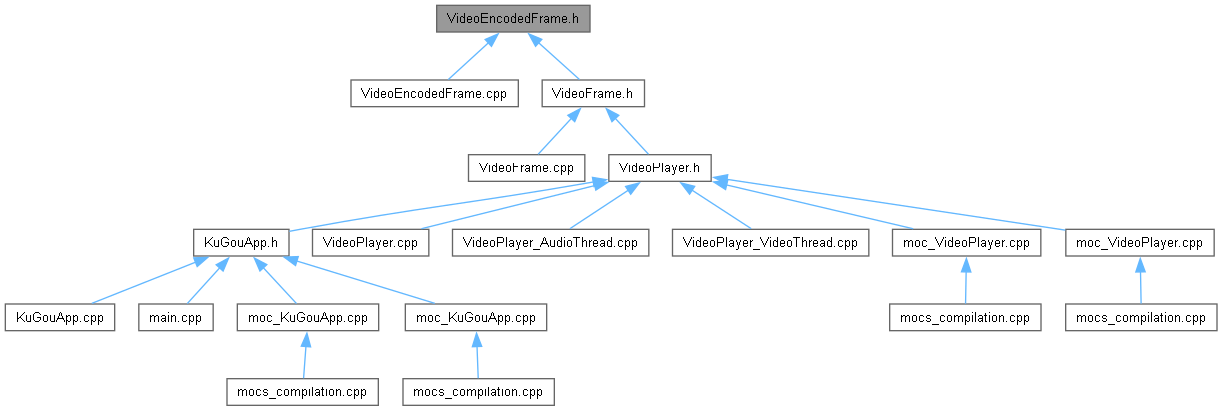 VideoEncodedFrame.h
VideoEncodedFrame.cpp
VideoFrame.h
VideoFrame.cpp
VideoPlayer.h
KuGouApp.h
VideoPlayer.cpp
VideoPlayer_AudioThread.cpp
VideoPlayer_VideoThread.cpp
moc_VideoPlayer.cpp
moc_VideoPlayer.cpp
KuGouApp.cpp
main.cpp
moc_KuGouApp.cpp
moc_KuGouApp.cpp
mocs_compilation.cpp
mocs_compilation.cpp
mocs_compilation.cpp
mocs_compilation.cpp